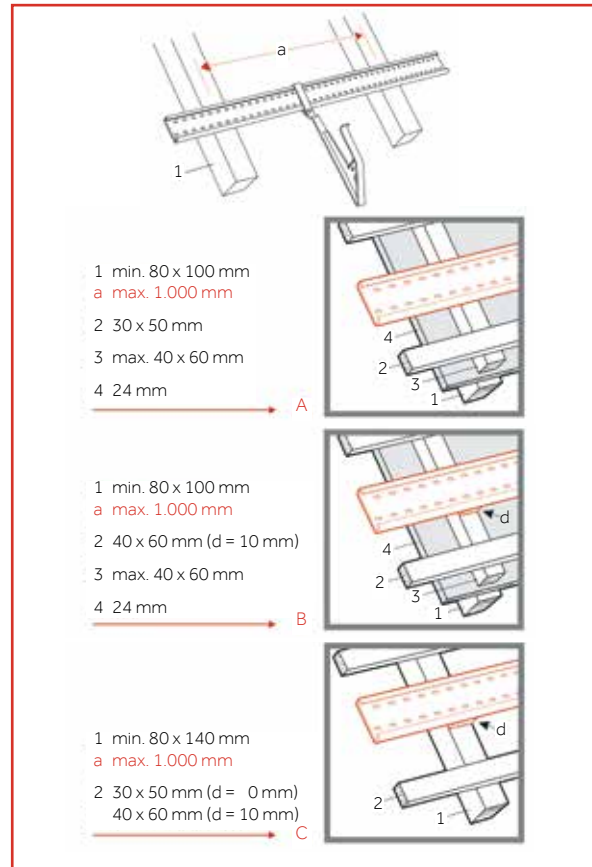 a
1
1 min. 80 x 100 mm
a max. 1.000 mm
2 30 x 50 mm
3 max. 40 x 60 mm
4 24 mm
A
4
2
3
1
1 min. 80 x 100 mm
a max. 1.000 mm
2 40 x 60 mm (d = 10 mm)
3 max. 40 x 60 mm
4 24 mm
B
d
4
2
3
1
1 min. 80 x 140 mm
a max. 1.000 mm
2 30 x 50 mm (d = 0 mm)
40 x 60 mm (d = 10 mm)
C
d
2
1